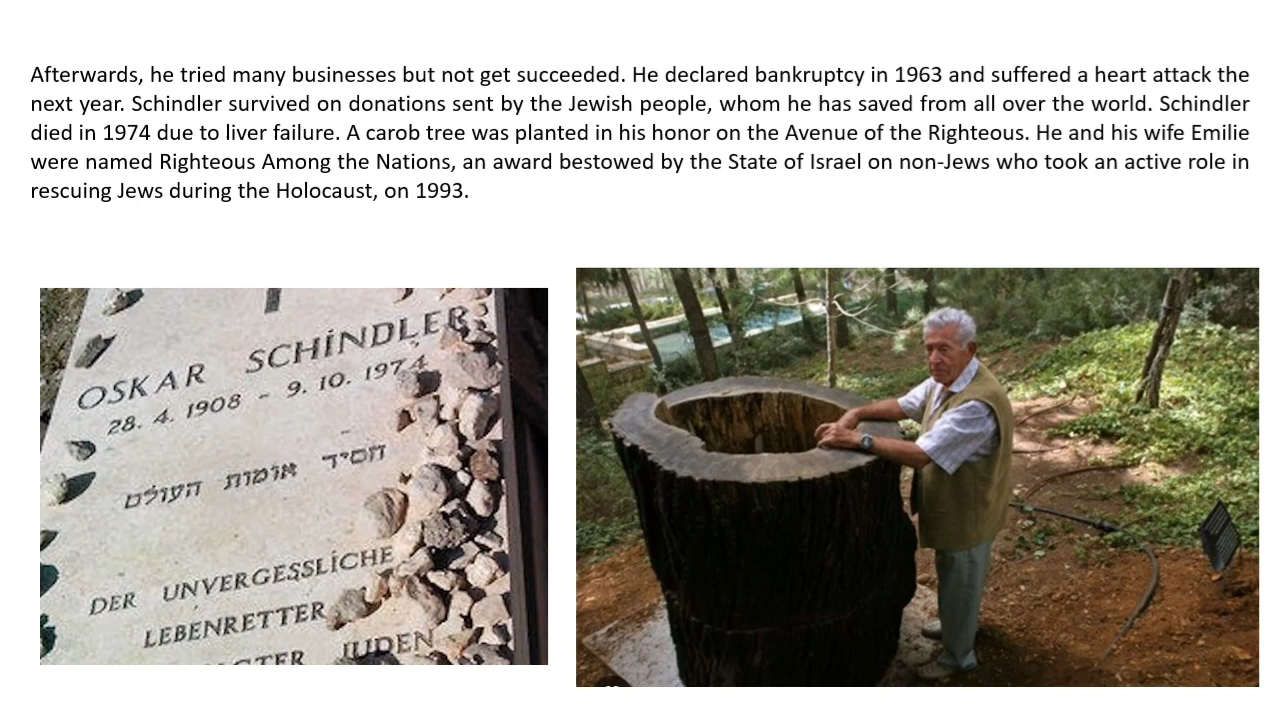 Afterwards, he tried many businesses but not get succeeded. He declared bankruptcy in 1963 and suffered a heart attack the
next year. Schindler survived on donations sent by the Jewish people, whom he has saved from all over the world. Schindler
died in 1974 due to liver failure. A carob tree was planted in his honor on the Avenue of the Righteous. He and his wife Emilie
were named Righteous Among the Nations, an award bestowed by the State of Israel on non-Jews who took an active role in
rescuing Jews during the Holocaust, on 1993.
OSKAR SCHINDLER
28. 4. 1908 - 9. 10. 1974
חסיד אומות העולם
DER UNVERGESSLICHE
LEBENRETTER
JUDEN